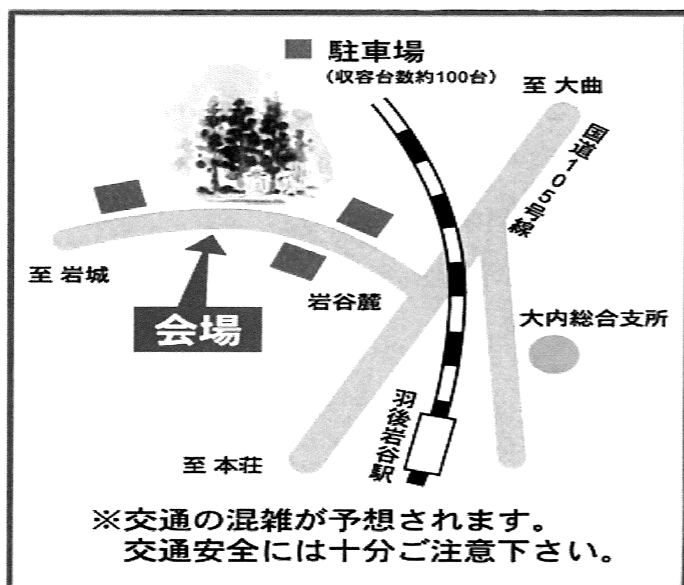 駐車場
（収容台数約100台）
至 大曲
国道105号線
至 岩城
岩谷麓
会場
大内総合支所
羽後岩谷駅
至 本荘
※交通の混雑が予想されます。
交通安全には十分ご注意下さい。